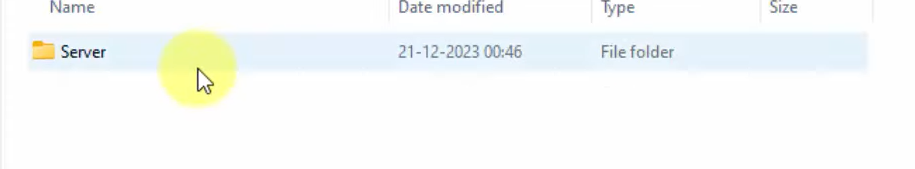 Name Date modified Type Size
Server 21-12-2023 00:46 File folder